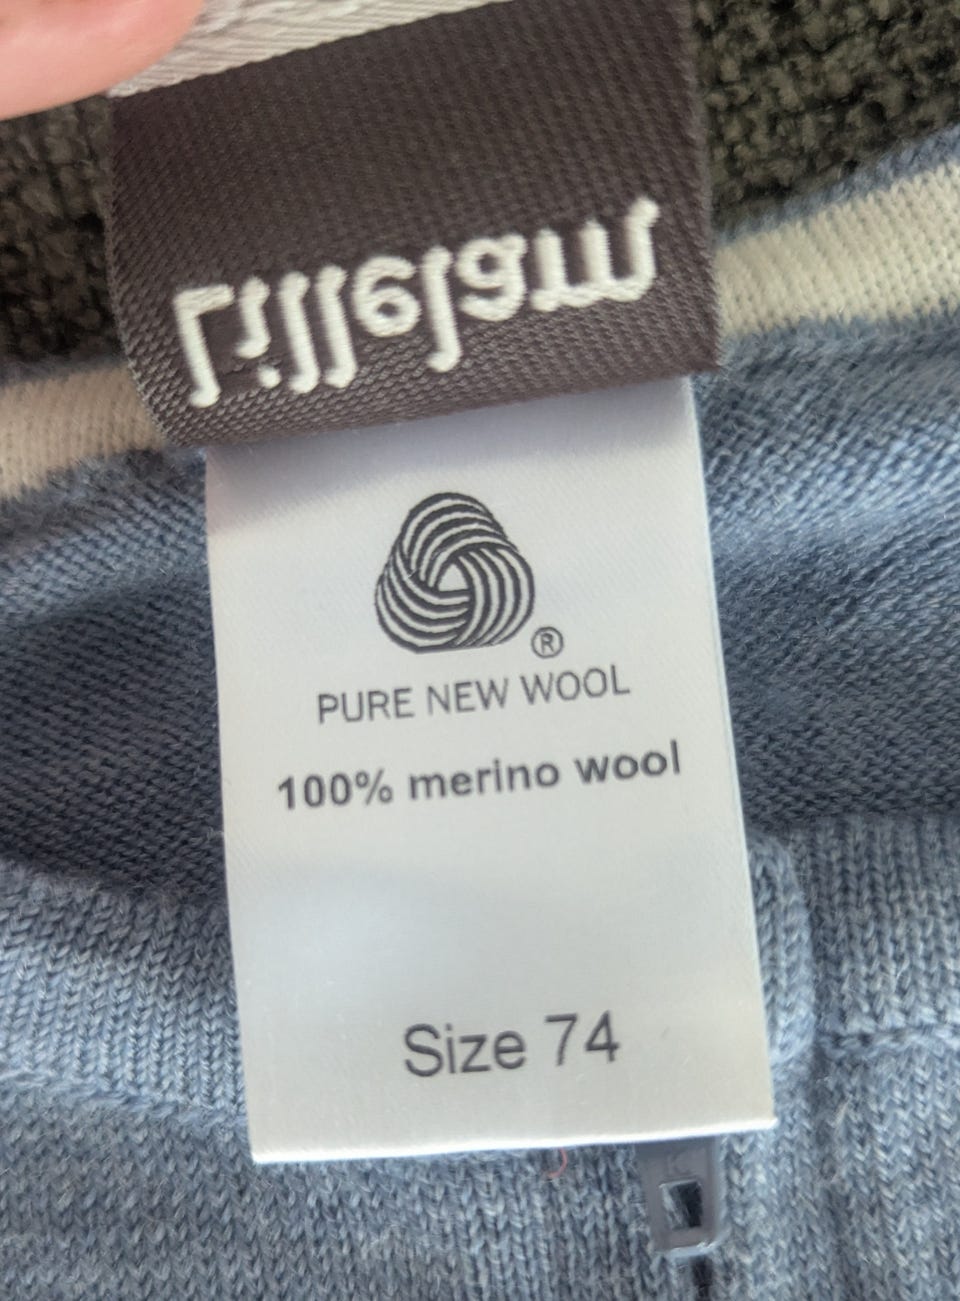 Lillelam
®
PURE NEW WOOL
100% merino wool
Size 74